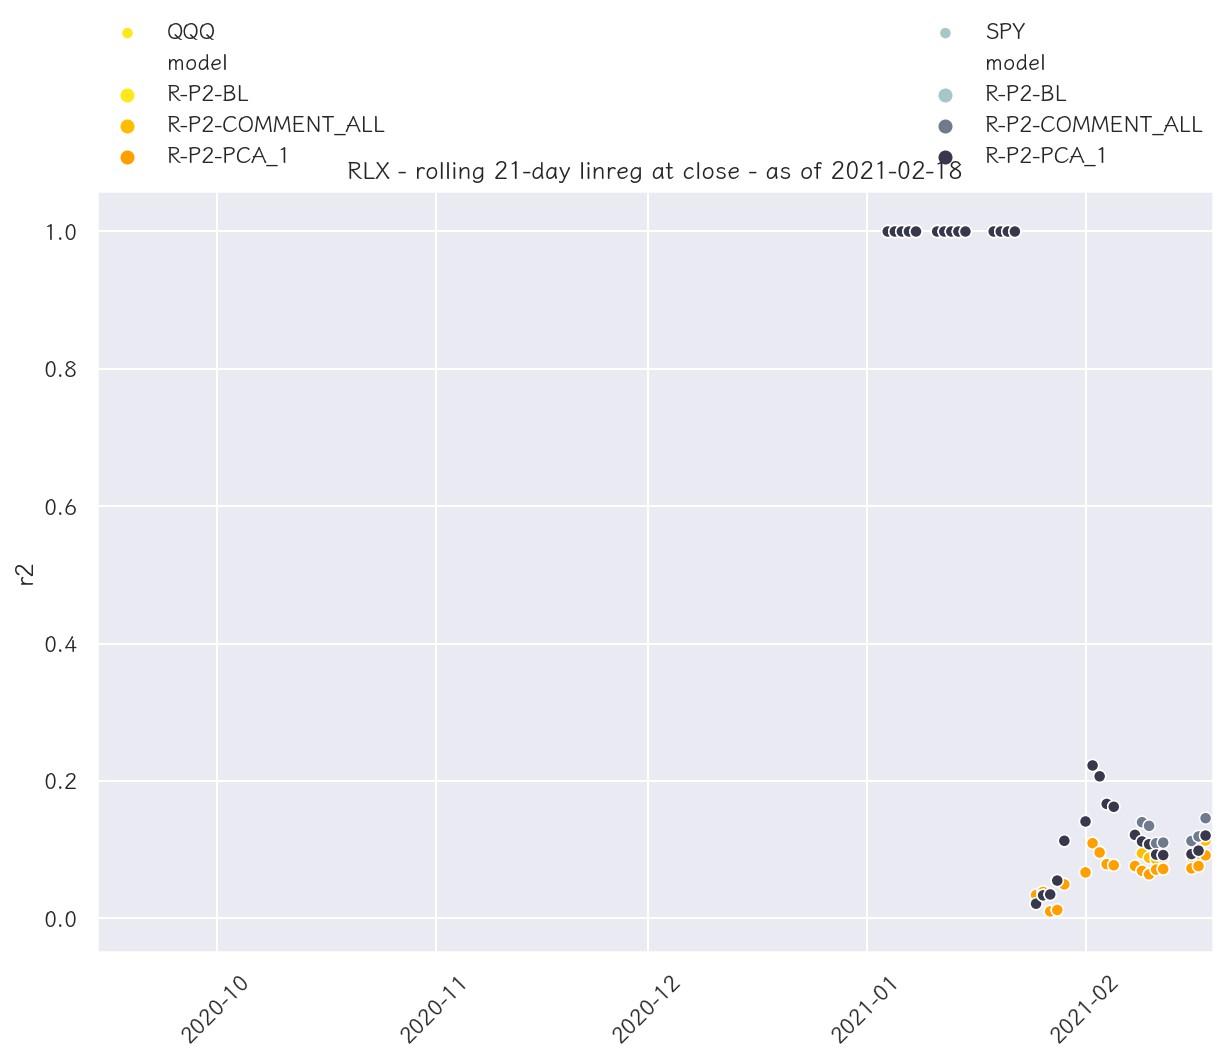 QQQ
model
R-P2-BL
R-P2-COMMENT_ALL
R-P2-PCA_1
SPY
model
R-P2-BL
R-P2-COMMENT_ALL
R-P2-PCA_1
RLX - rolling 21-day linreg at close - as of 2021-02-18
1.0
0.8
0.6
0.4
0.2
0.0
r2
2020-10
2020-11
2020-12
2021-01
2021-02